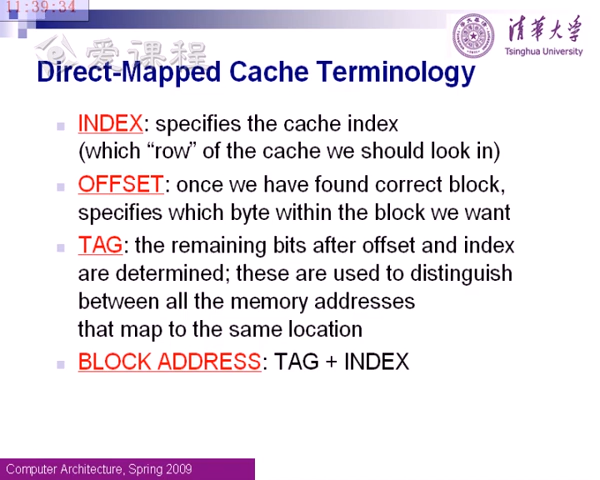 11:39:34
爱课程
清华大学
Tsinghua University
Direct-Mapped Cache Terminology
INDEX: specifies the cache index
(which “row” of the cache we should look in)
OFFSET: once we have found correct block,
specifies which byte within the block we want
TAG: the remaining bits after offset and index
are determined; these are used to distinguish
between all the memory addresses
that map to the same location
BLOCK ADDRESS: TAG + INDEX
Computer Architecture, Spring 2009